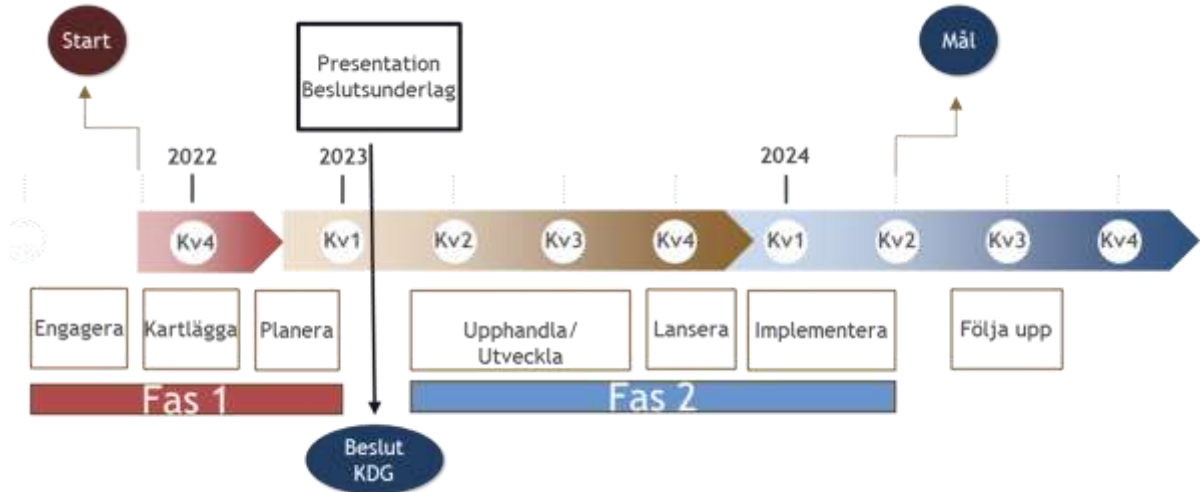 Start
Mål
Presentation
Beslutsunderlag
2022
2023
2024
Kv4
Kv1
Kv2
Kv3
Kv4
Kv1
Kv2
Kv3
Kv4
Engagera
Kartlägga
Planera
Upphandla/
Utveckla
Lansera
Implementera
Följa upp
Fas 1
Fas 2
Beslut
KDG